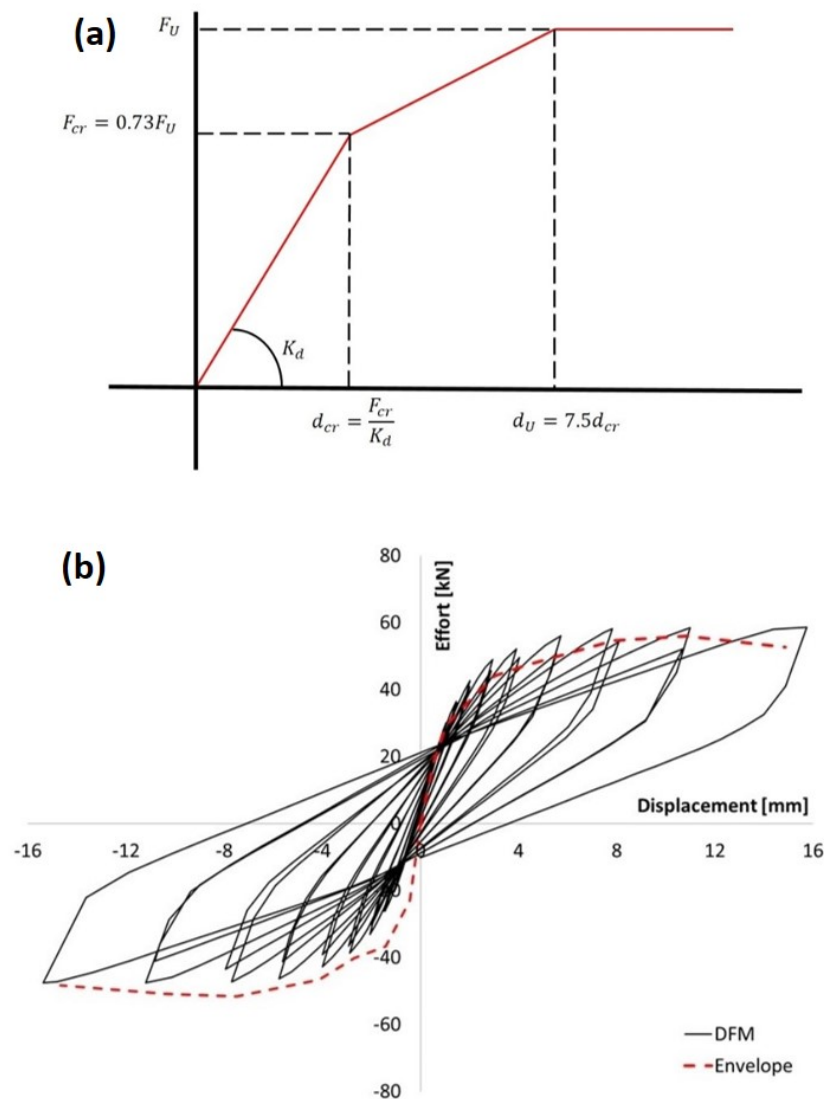 (a)
F_U
F_cr = 0.73F_U
K_d
d_cr = F_cr / K_d
d_U = 7.5d_cr
(b)
80
Effort [kN]
60
40
20
Displacement [mm]
0
-16 -12 -8 -4 0 4 8 12 16
-40
-60
DFM
Envelope
-80